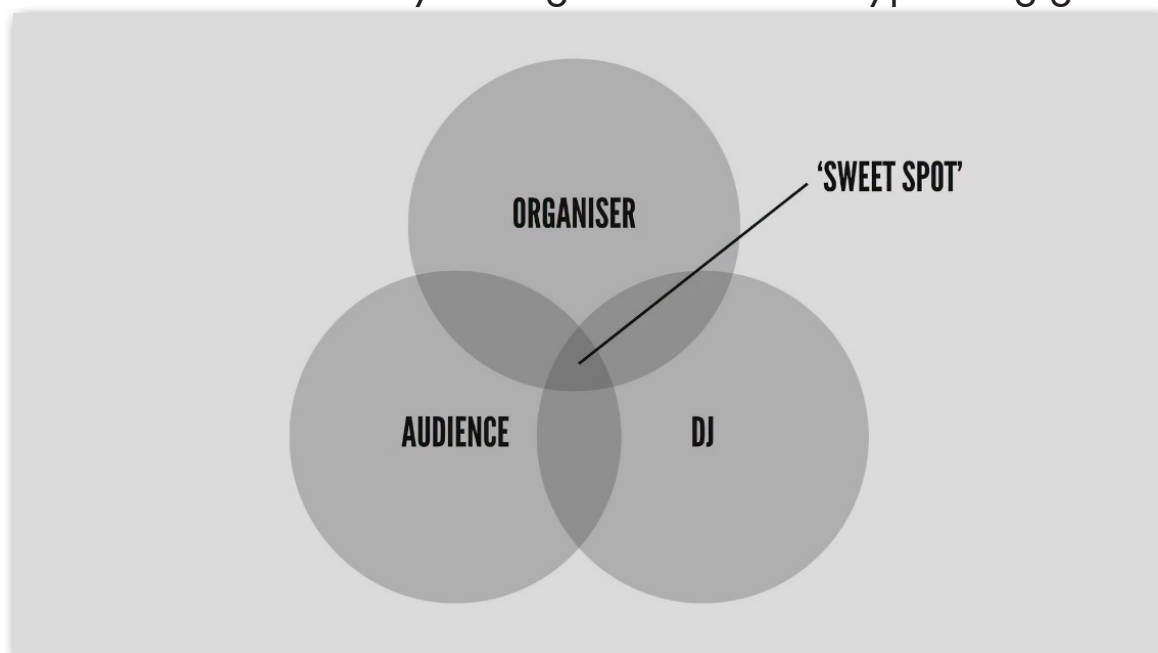 ORGANISER
‘SWEET SPOT’
AUDIENCE
DJ